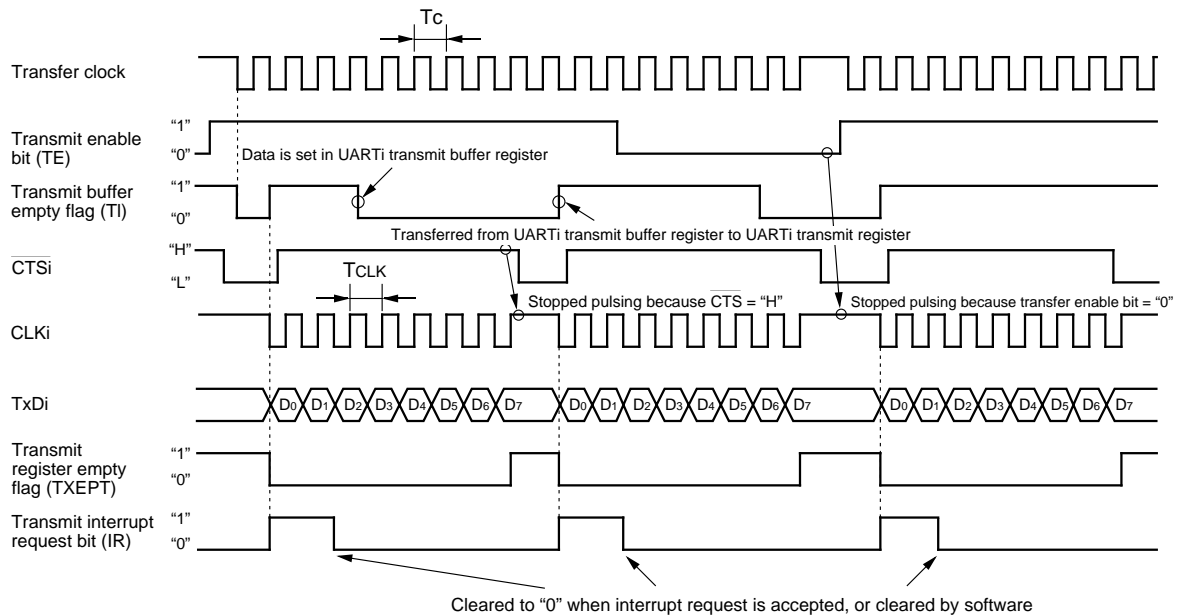 Tc
Transfer clock
Transmit enable
bit (TE)
“1”
“0”
Data is set in UARTi transmit buffer register
Transmit buffer
empty flag (TI)
“1”
“0”
Transferred from UARTi transmit buffer register to UARTi transmit register
CTSi
“H”
“L”
TCLK
Stopped pulsing because CTS = “H”
Stopped pulsing because transfer enable bit = “0”
CLKi
TxDi
D0 D1 D2 D3 D4 D5 D6 D7 D0 D1 D2 D3 D4 D5 D6 D7 D0 D1 D2 D3 D4 D5 D6 D7
Transmit
register empty
flag (TXEPT)
“1”
“0”
Transmit interrupt
request bit (IR)
“1”
“0”
Cleared to “0” when interrupt request is accepted, or cleared by software